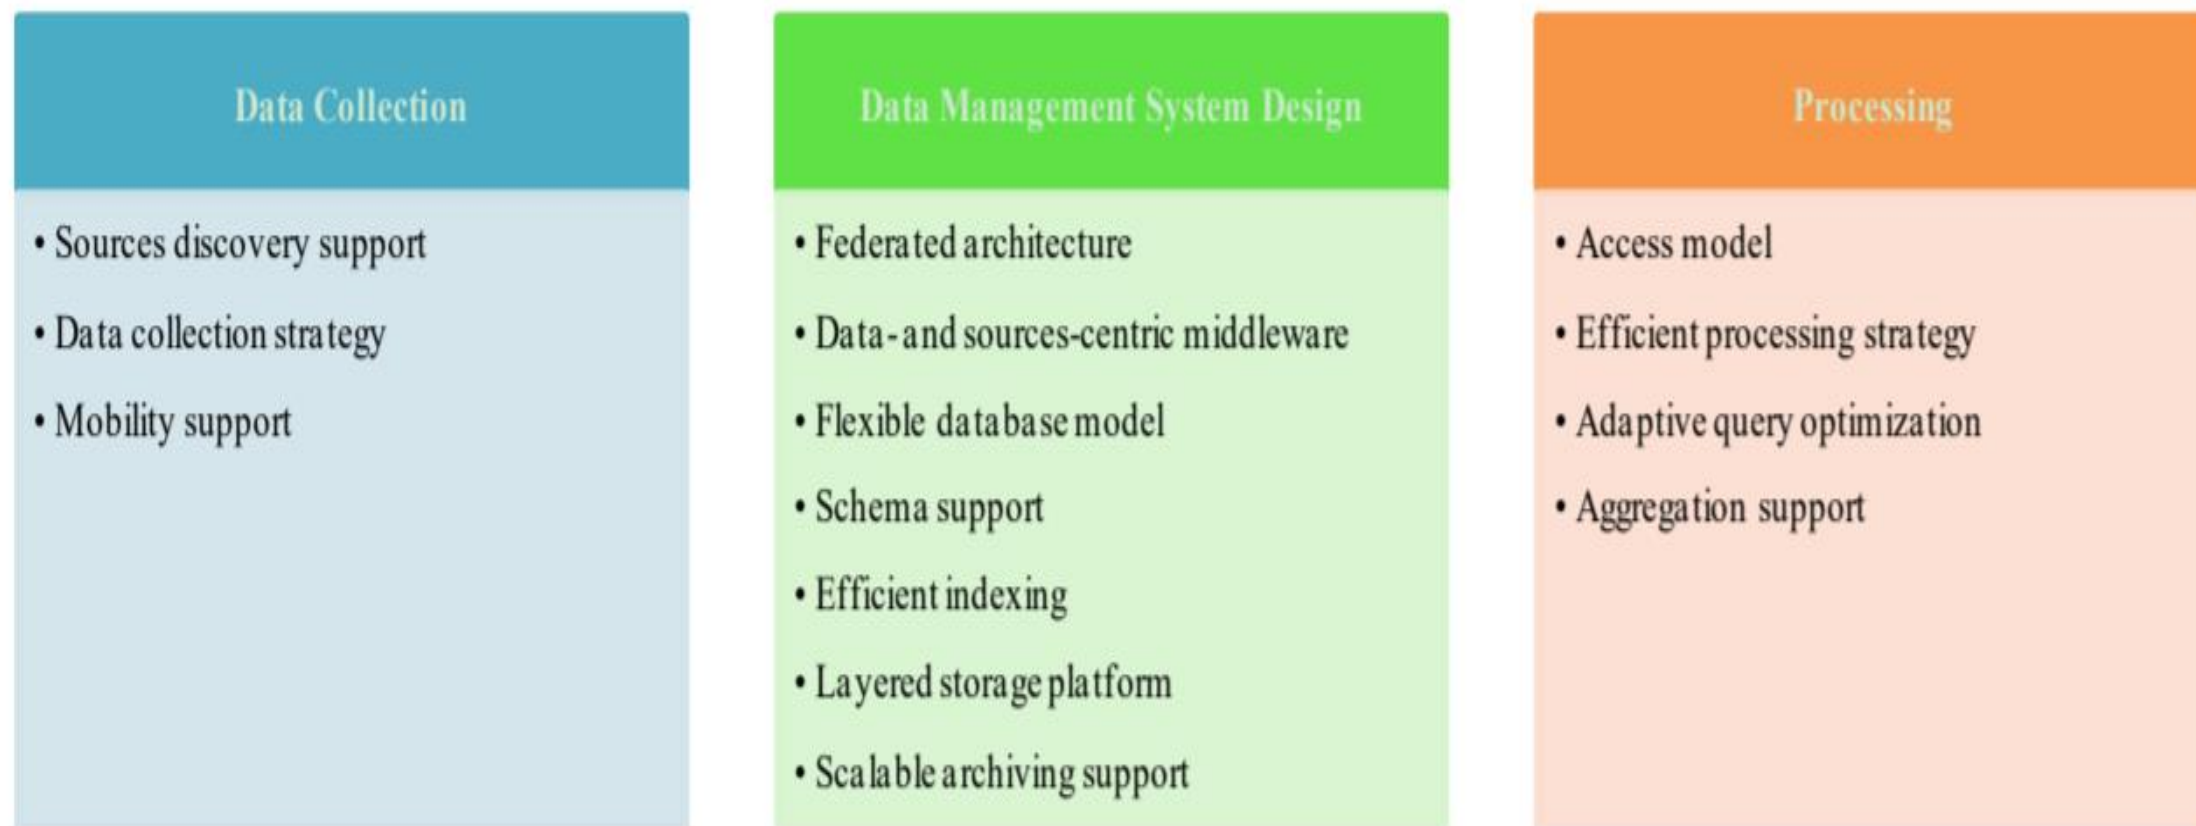 Data Collection
• Sources discovery support
• Data collection strategy
• Mobility support
Data Management System Design
• Federated architecture
• Data- and sources-centric middleware
• Flexible database model
• Schema support
• Efficient indexing
• Layered storage platform
• Scalable archiving support
Processing
• Access model
• Efficient processing strategy
• Adaptive query optimization
• Aggregation support